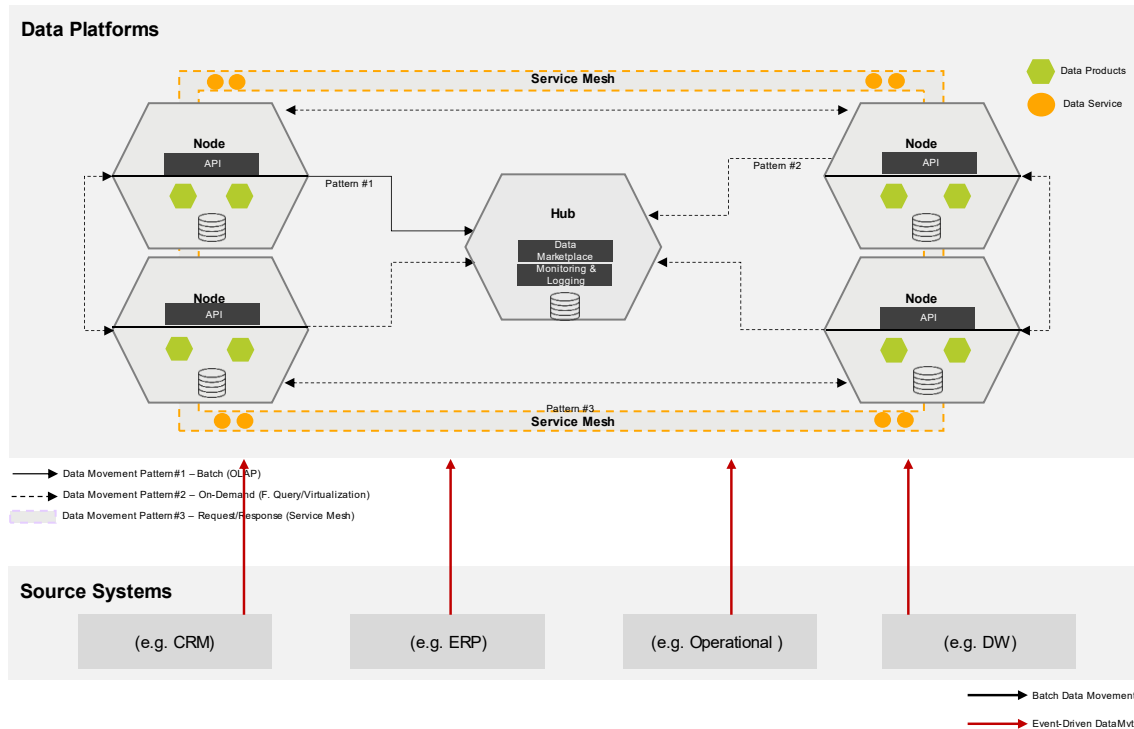 Data Platforms
Service Mesh
Data Products
Data Service
Node
API
Node
API
Pattern #1
Pattern #2
Hub
Data
Marketplace
Monitoring &
Logging
Node
API
Node
API
Pattern #3
Service Mesh
Data Movement Pattern#1 – Batch (OLAP)
Data Movement Pattern#2 – On-Demand (F. Query/Virtualization)
Data Movement Pattern#3 – Request/Response (Service Mesh)
Source Systems
(e.g. CRM)
(e.g. ERP)
(e.g. Operational )
(e.g. DW)
Batch Data Movement
Event-Driven DataMvt